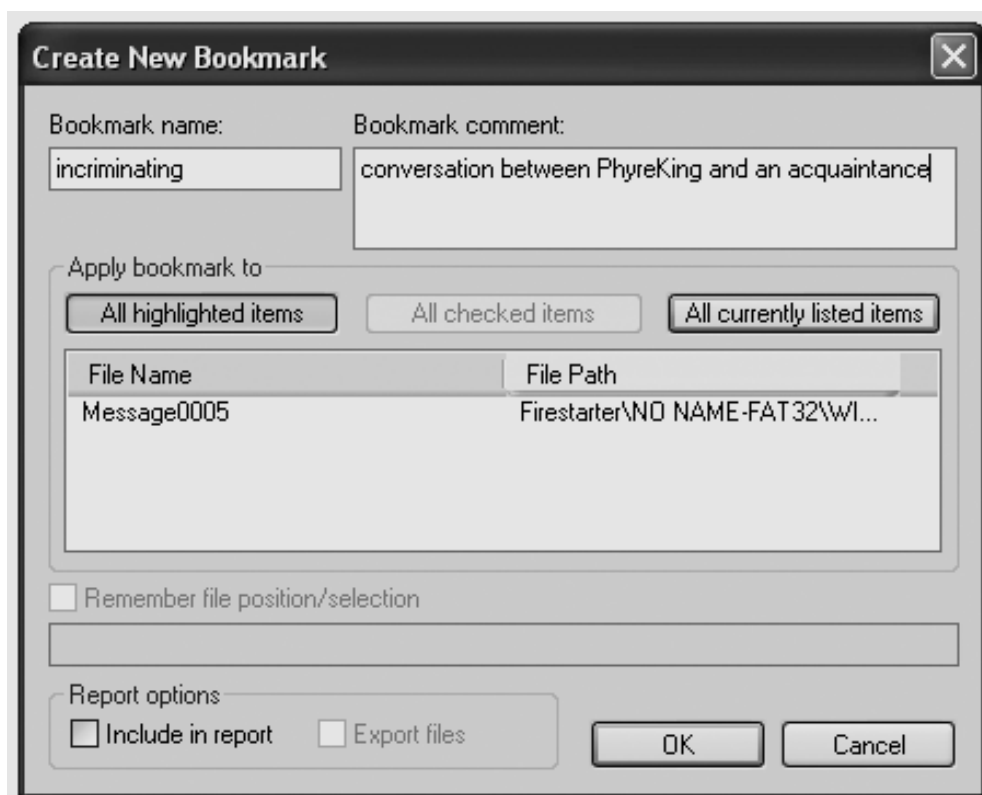 Create New Bookmark
Bookmark name: Bookmark comment:
incriminating conversation between PhyreKing and an acquaintance
Apply bookmark to
All highlighted items All checked items All currently listed items
File Name File Path
Message0005 Firestarter\NO NAME-FAT32\WI...
Remember file position/selection
Report options
Include in report Export files OK Cancel